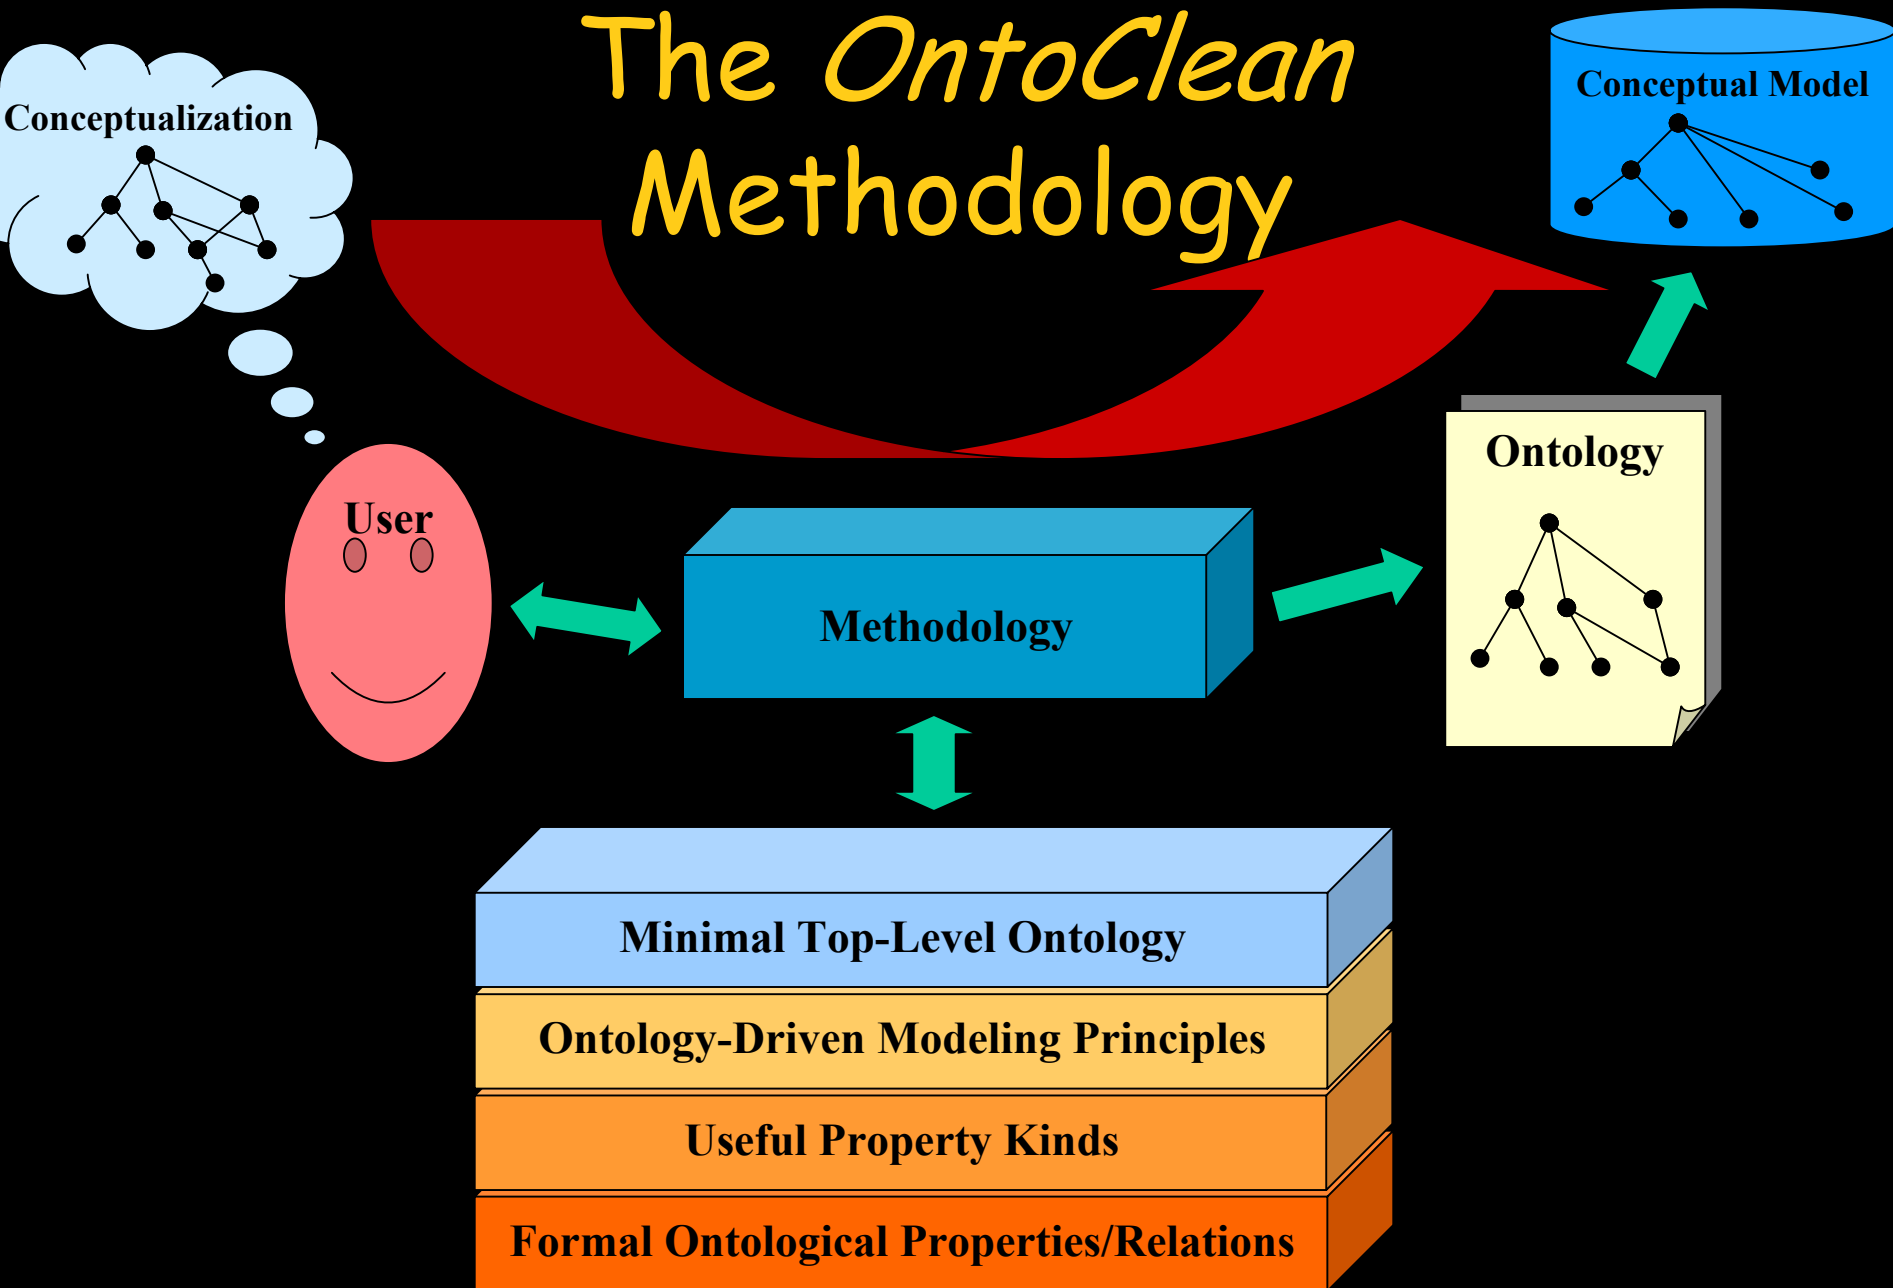 The OntoClean
Methodology
Conceptualization
Conceptual Model
User
Methodology
Ontology
Minimal Top-Level Ontology
Ontology-Driven Modeling Principles
Useful Property Kinds
Formal Ontological Properties/Relations